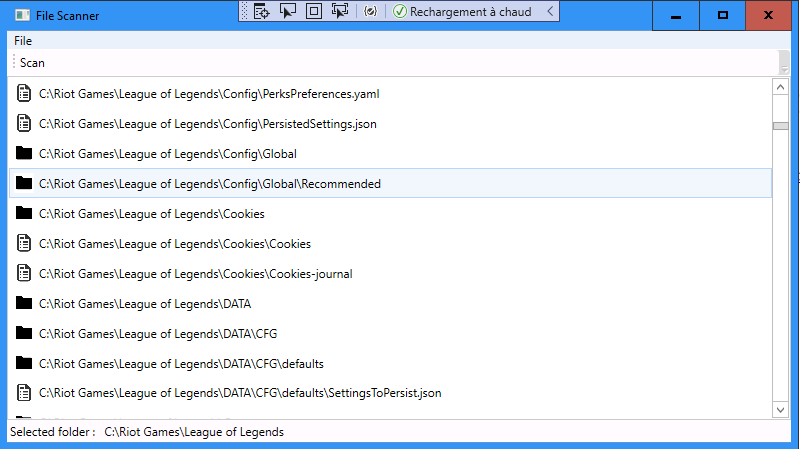 File Scanner
Rechargement à chaud
File
Scan
C:\Riot Games\League of Legends\Config\PerksPreferences.yaml
C:\Riot Games\League of Legends\Config\PersistedSettings.json
C:\Riot Games\League of Legends\Config\Global
C:\Riot Games\League of Legends\Config\Global\Recommended
C:\Riot Games\League of Legends\Cookies
C:\Riot Games\League of Legends\Cookies\Cookies
C:\Riot Games\League of Legends\Cookies\Cookies-journal
C:\Riot Games\League of Legends\DATA
C:\Riot Games\League of Legends\DATA\CFG
C:\Riot Games\League of Legends\DATA\CFG\defaults
C:\Riot Games\League of Legends\DATA\CFG\defaults\SettingsToPersist.json
Selected folder : C:\Riot Games\League of Legends